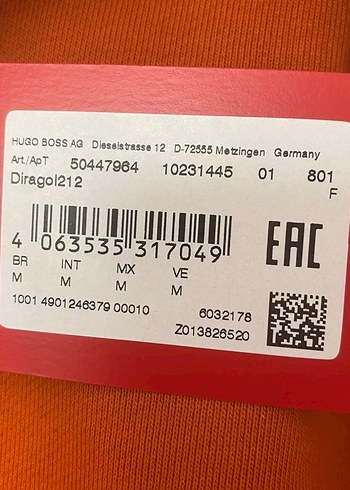 HUGO BOSS AG Dieselstrasse 12 D-72555 Metzingen Germany
Art./ApT 50447964 10231445 01 801
Diragol212 F
4 063535 317049
EAC
BR INT MX VE
M M M M
1001 4901246379 00010 6032178
Z013826520